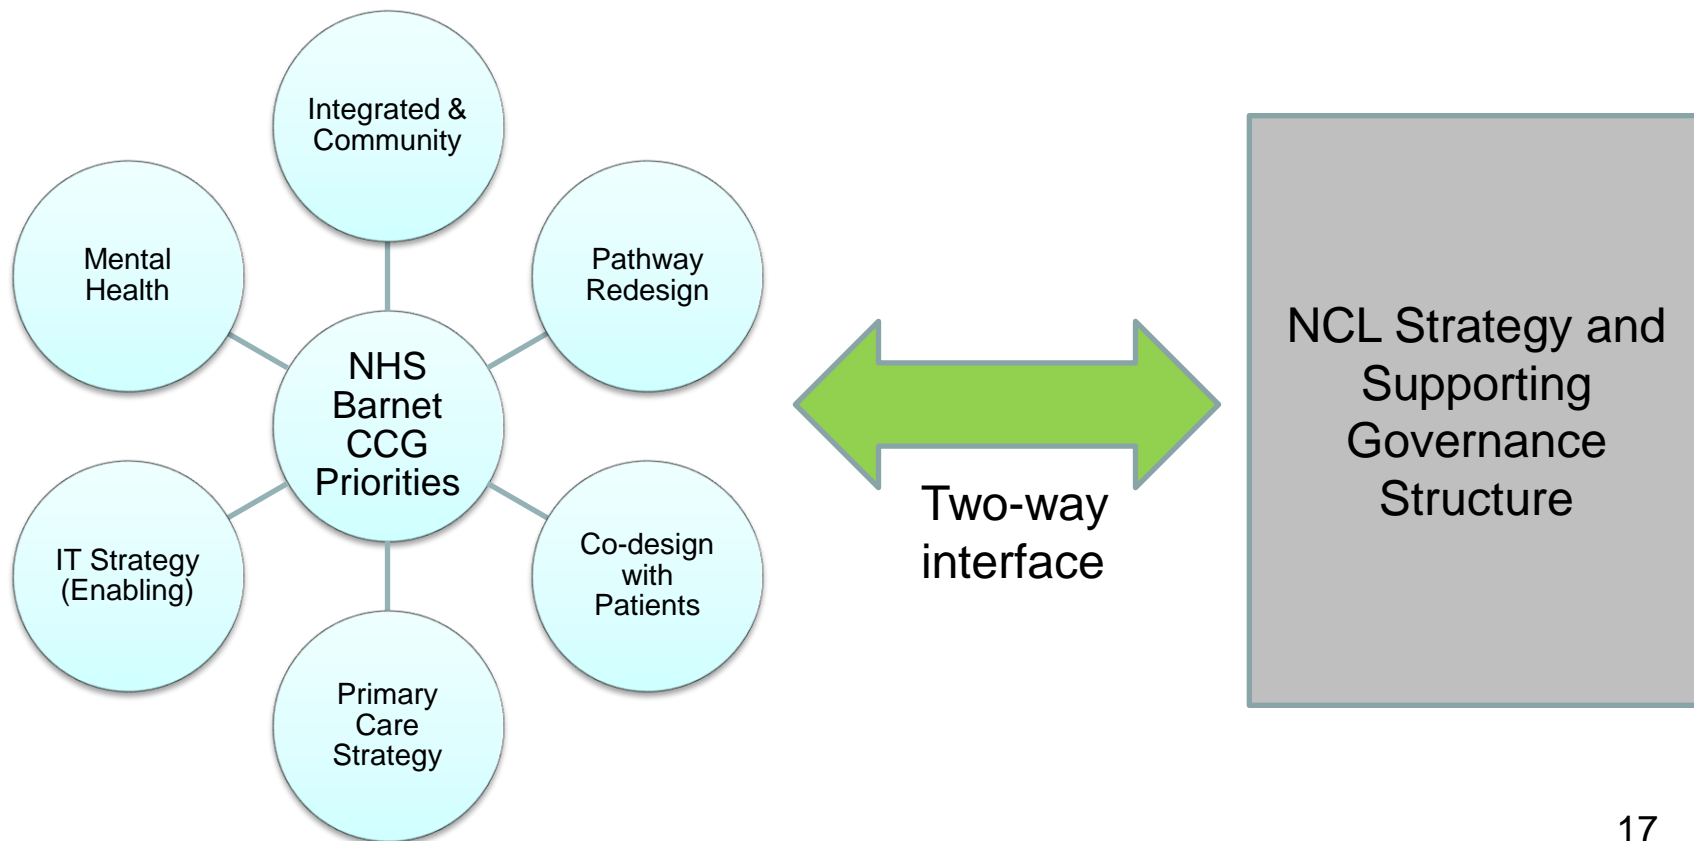 Integrated &
Community
Mental
Health
Pathway
Redesign
NHS
Barnet
CCG
Priorities
IT Strategy
(Enabling)
Co-design
with
Patients
Primary
Care
Strategy
Two-way
interface
NCL Strategy and
Supporting
Governance
Structure
17